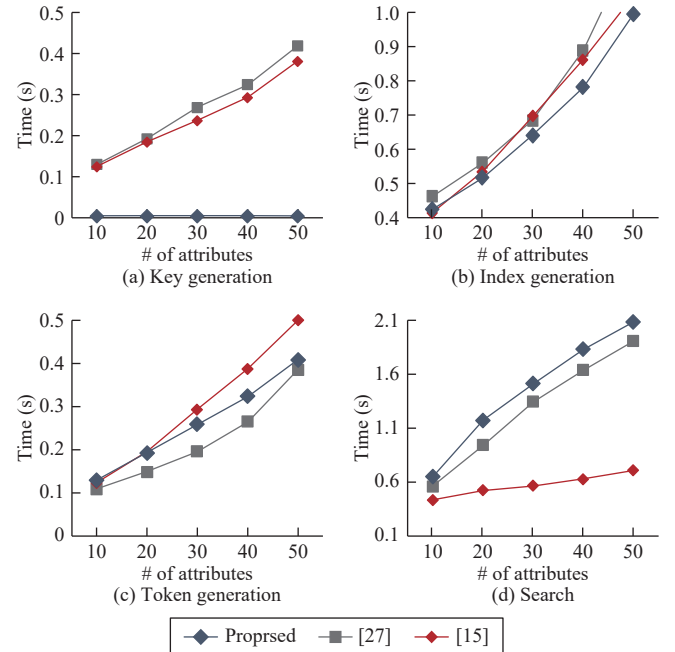 0.5
0.4
0.3
0.2
0.1
0
Time (s)
10 20 30 40 50
# of attributes
(a) Key generation
1.0
0.9
0.8
0.7
0.6
0.5
0.4
Time (s)
10 20 30 40 50
# of attributes
(b) Index generation
0.5
0.4
0.3
0.2
0.1
0
Time (s)
10 20 30 40 50
# of attributes
(c) Token generation
2.1
1.6
1.1
0.6
0.1
Time (s)
10 20 30 40 50
# of attributes
(d) Search
Proprsed [27] [15]